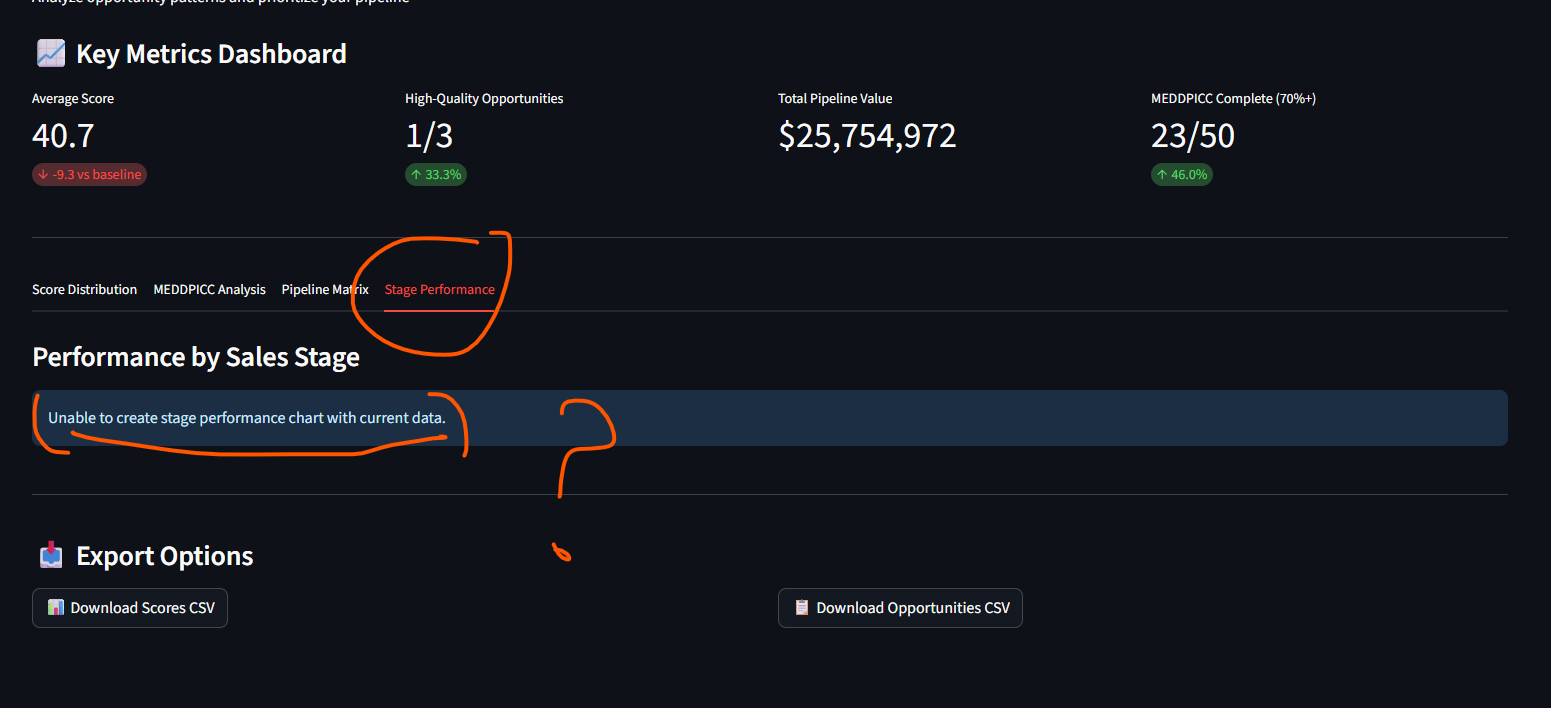 Analyze opportunity patterns and prioritize your pipeline
Key Metrics Dashboard
Average Score
High-Quality Opportunities
Total Pipeline Value
MEDDPICC Complete (70%+)
40.7
1/3
$25,754,972
23/50
↓ -9.3 vs baseline
↑ 33.3%
↑ 46.0%
Score Distribution
MEDDPICC Analysis
Pipeline Matrix
Stage Performance
Performance by Sales Stage
Unable to create stage performance chart with current data.
?
Export Options
Download Scores CSV
Download Opportunities CSV